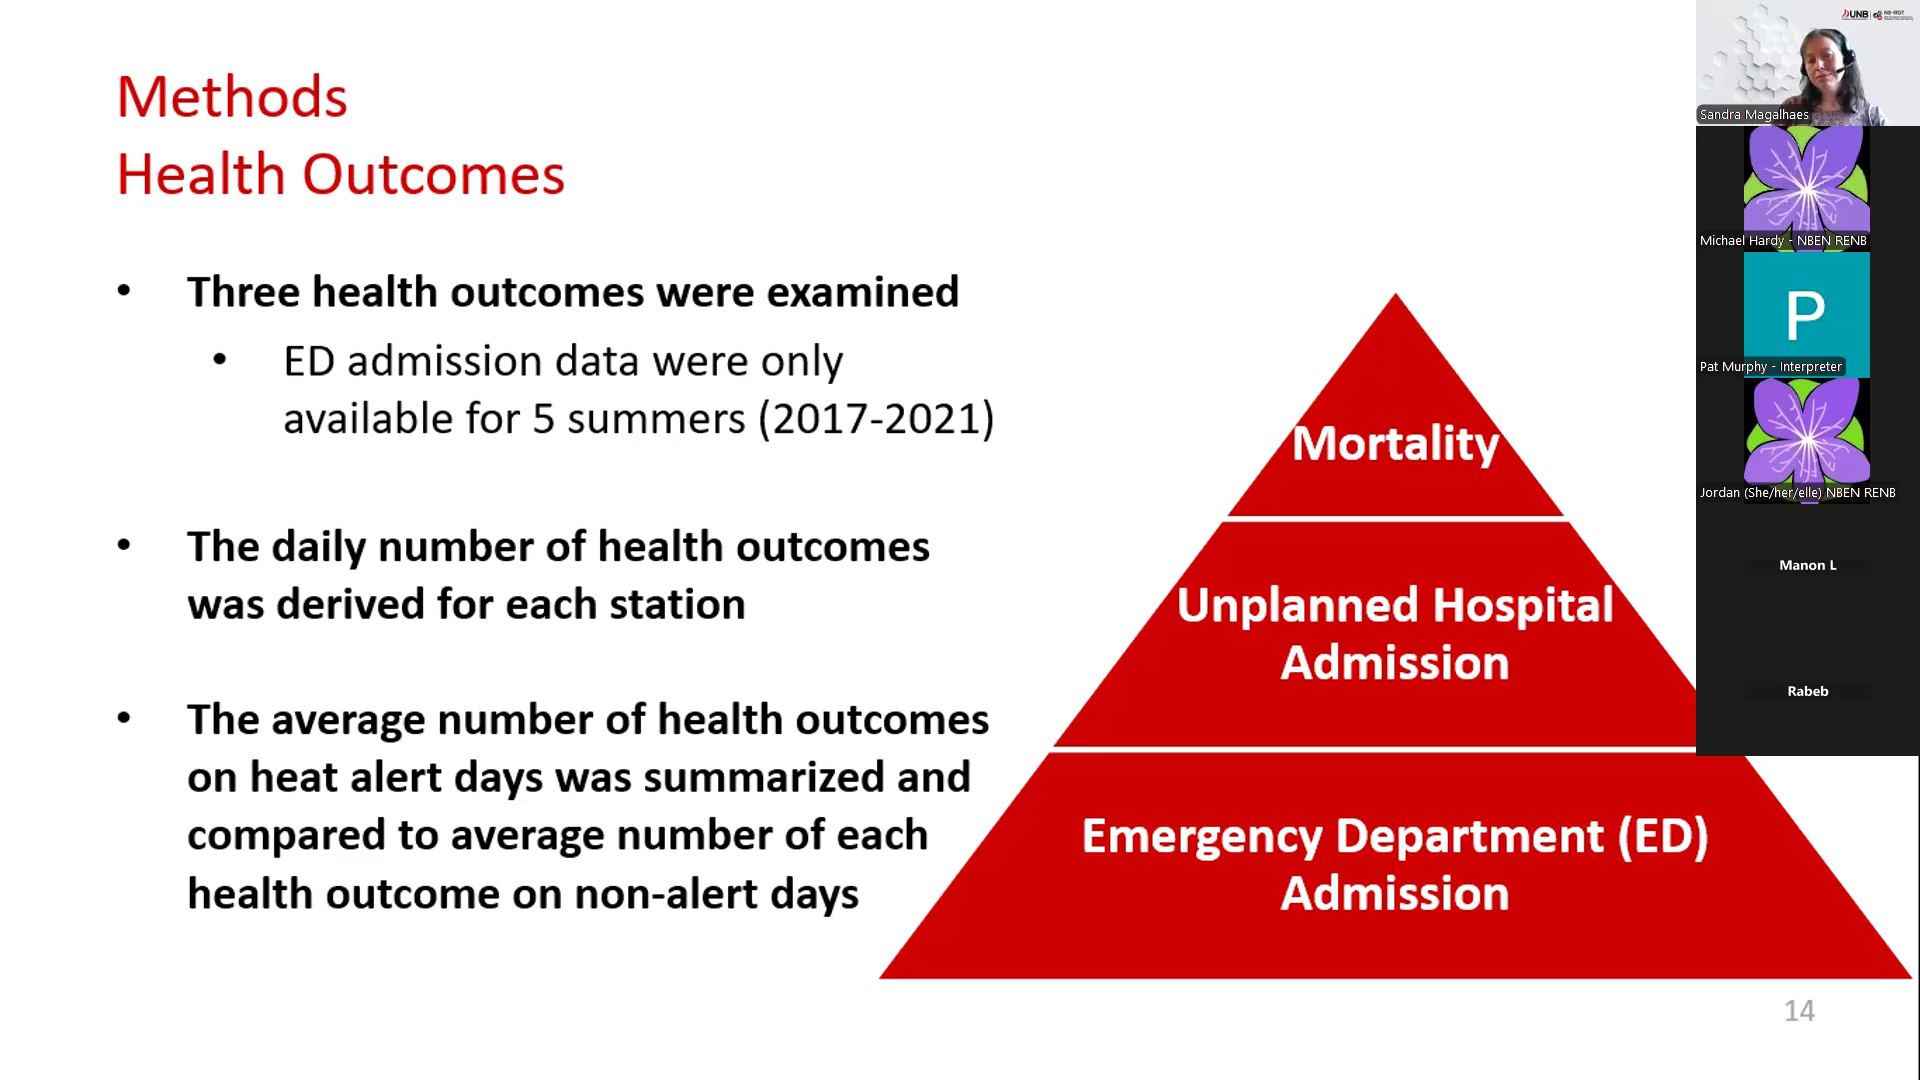 Methods
Health Outcomes
• Three health outcomes were examined
• ED admission data were only
available for 5 summers (2017-2021)
• The daily number of health outcomes
was derived for each station
• The average number of health outcomes
on heat alert days was summarized and
compared to average number of each
health outcome on non-alert days
Mortality
Unplanned Hospital
Admission
Emergency Department (ED)
Admission
14
UNB
NB-IRDT
Sandra Magalhaes
Michael Hardy - NBEN RENB
P
Pat Murphy - Interpreter
Jordan (She/her/elle) NBEN RENB
Manon L
Rabeb